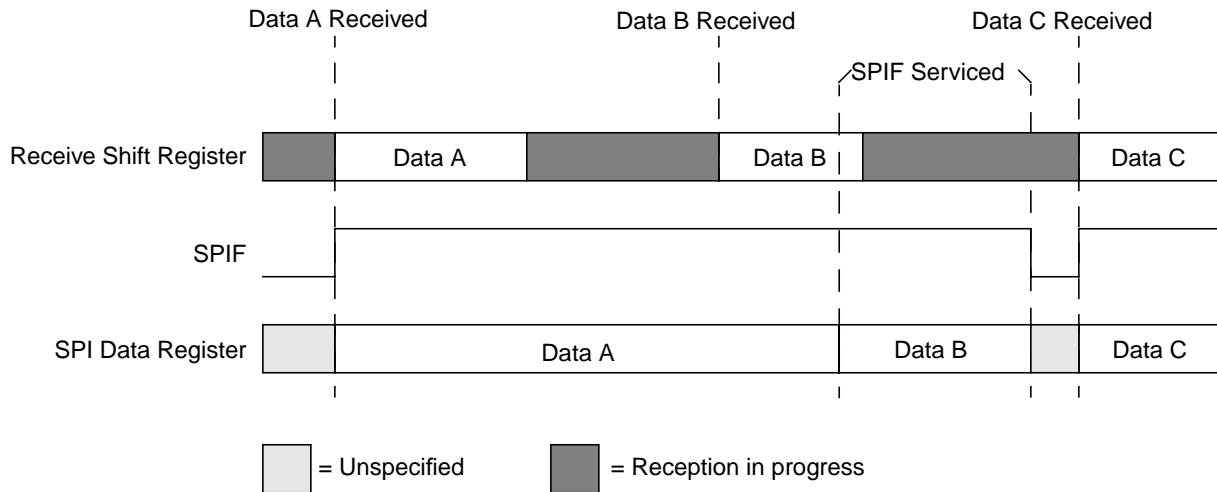 Data A Received
Data B Received
Data C Received
SPIF Serviced
Receive Shift Register
Data A
Data B
Data C
SPIF
SPI Data Register
Data A
Data B
Data C
= Unspecified
= Reception in progress